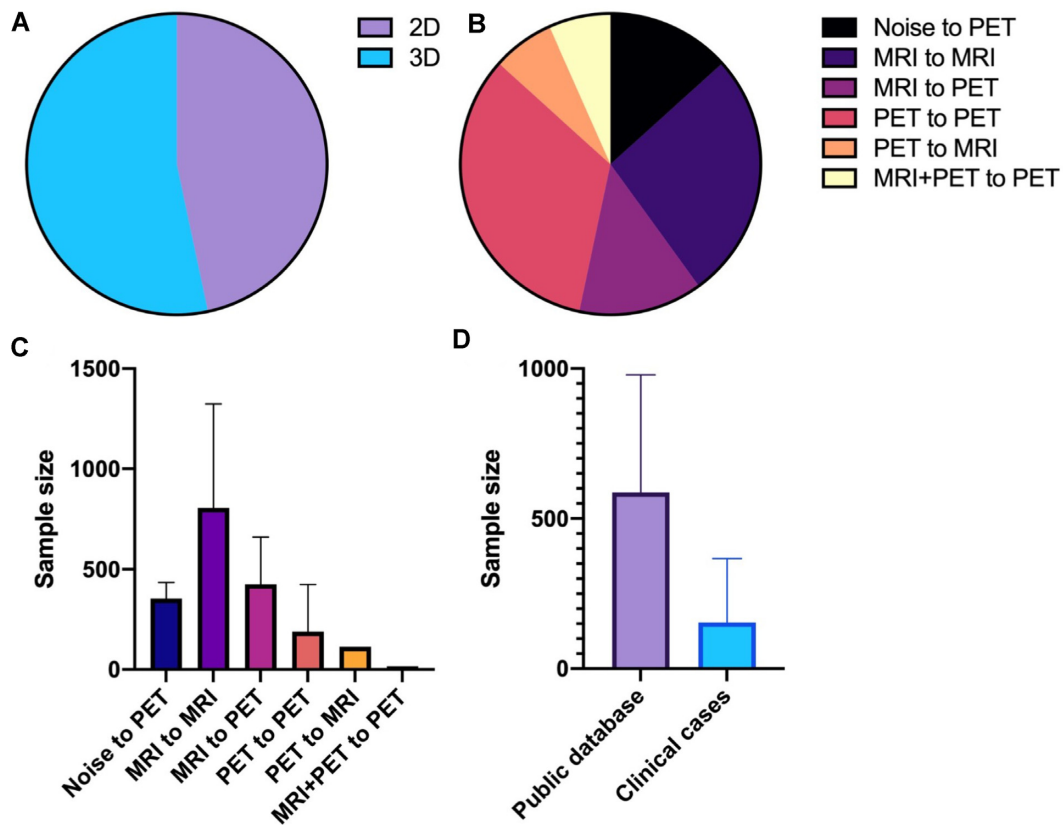 A
2D
3D
B
Noise to PET
MRI to MRI
MRI to PET
PET to PET
PET to MRI
MRI+PET to PET
C
1500
1000
500
0
Sample size
Noise to PET
MRI to MRI
MRI to PET
PET to PET
PET to MRI
MRI+PET to PET
D
1000
500
0
Sample size
Public database
Clinical cases